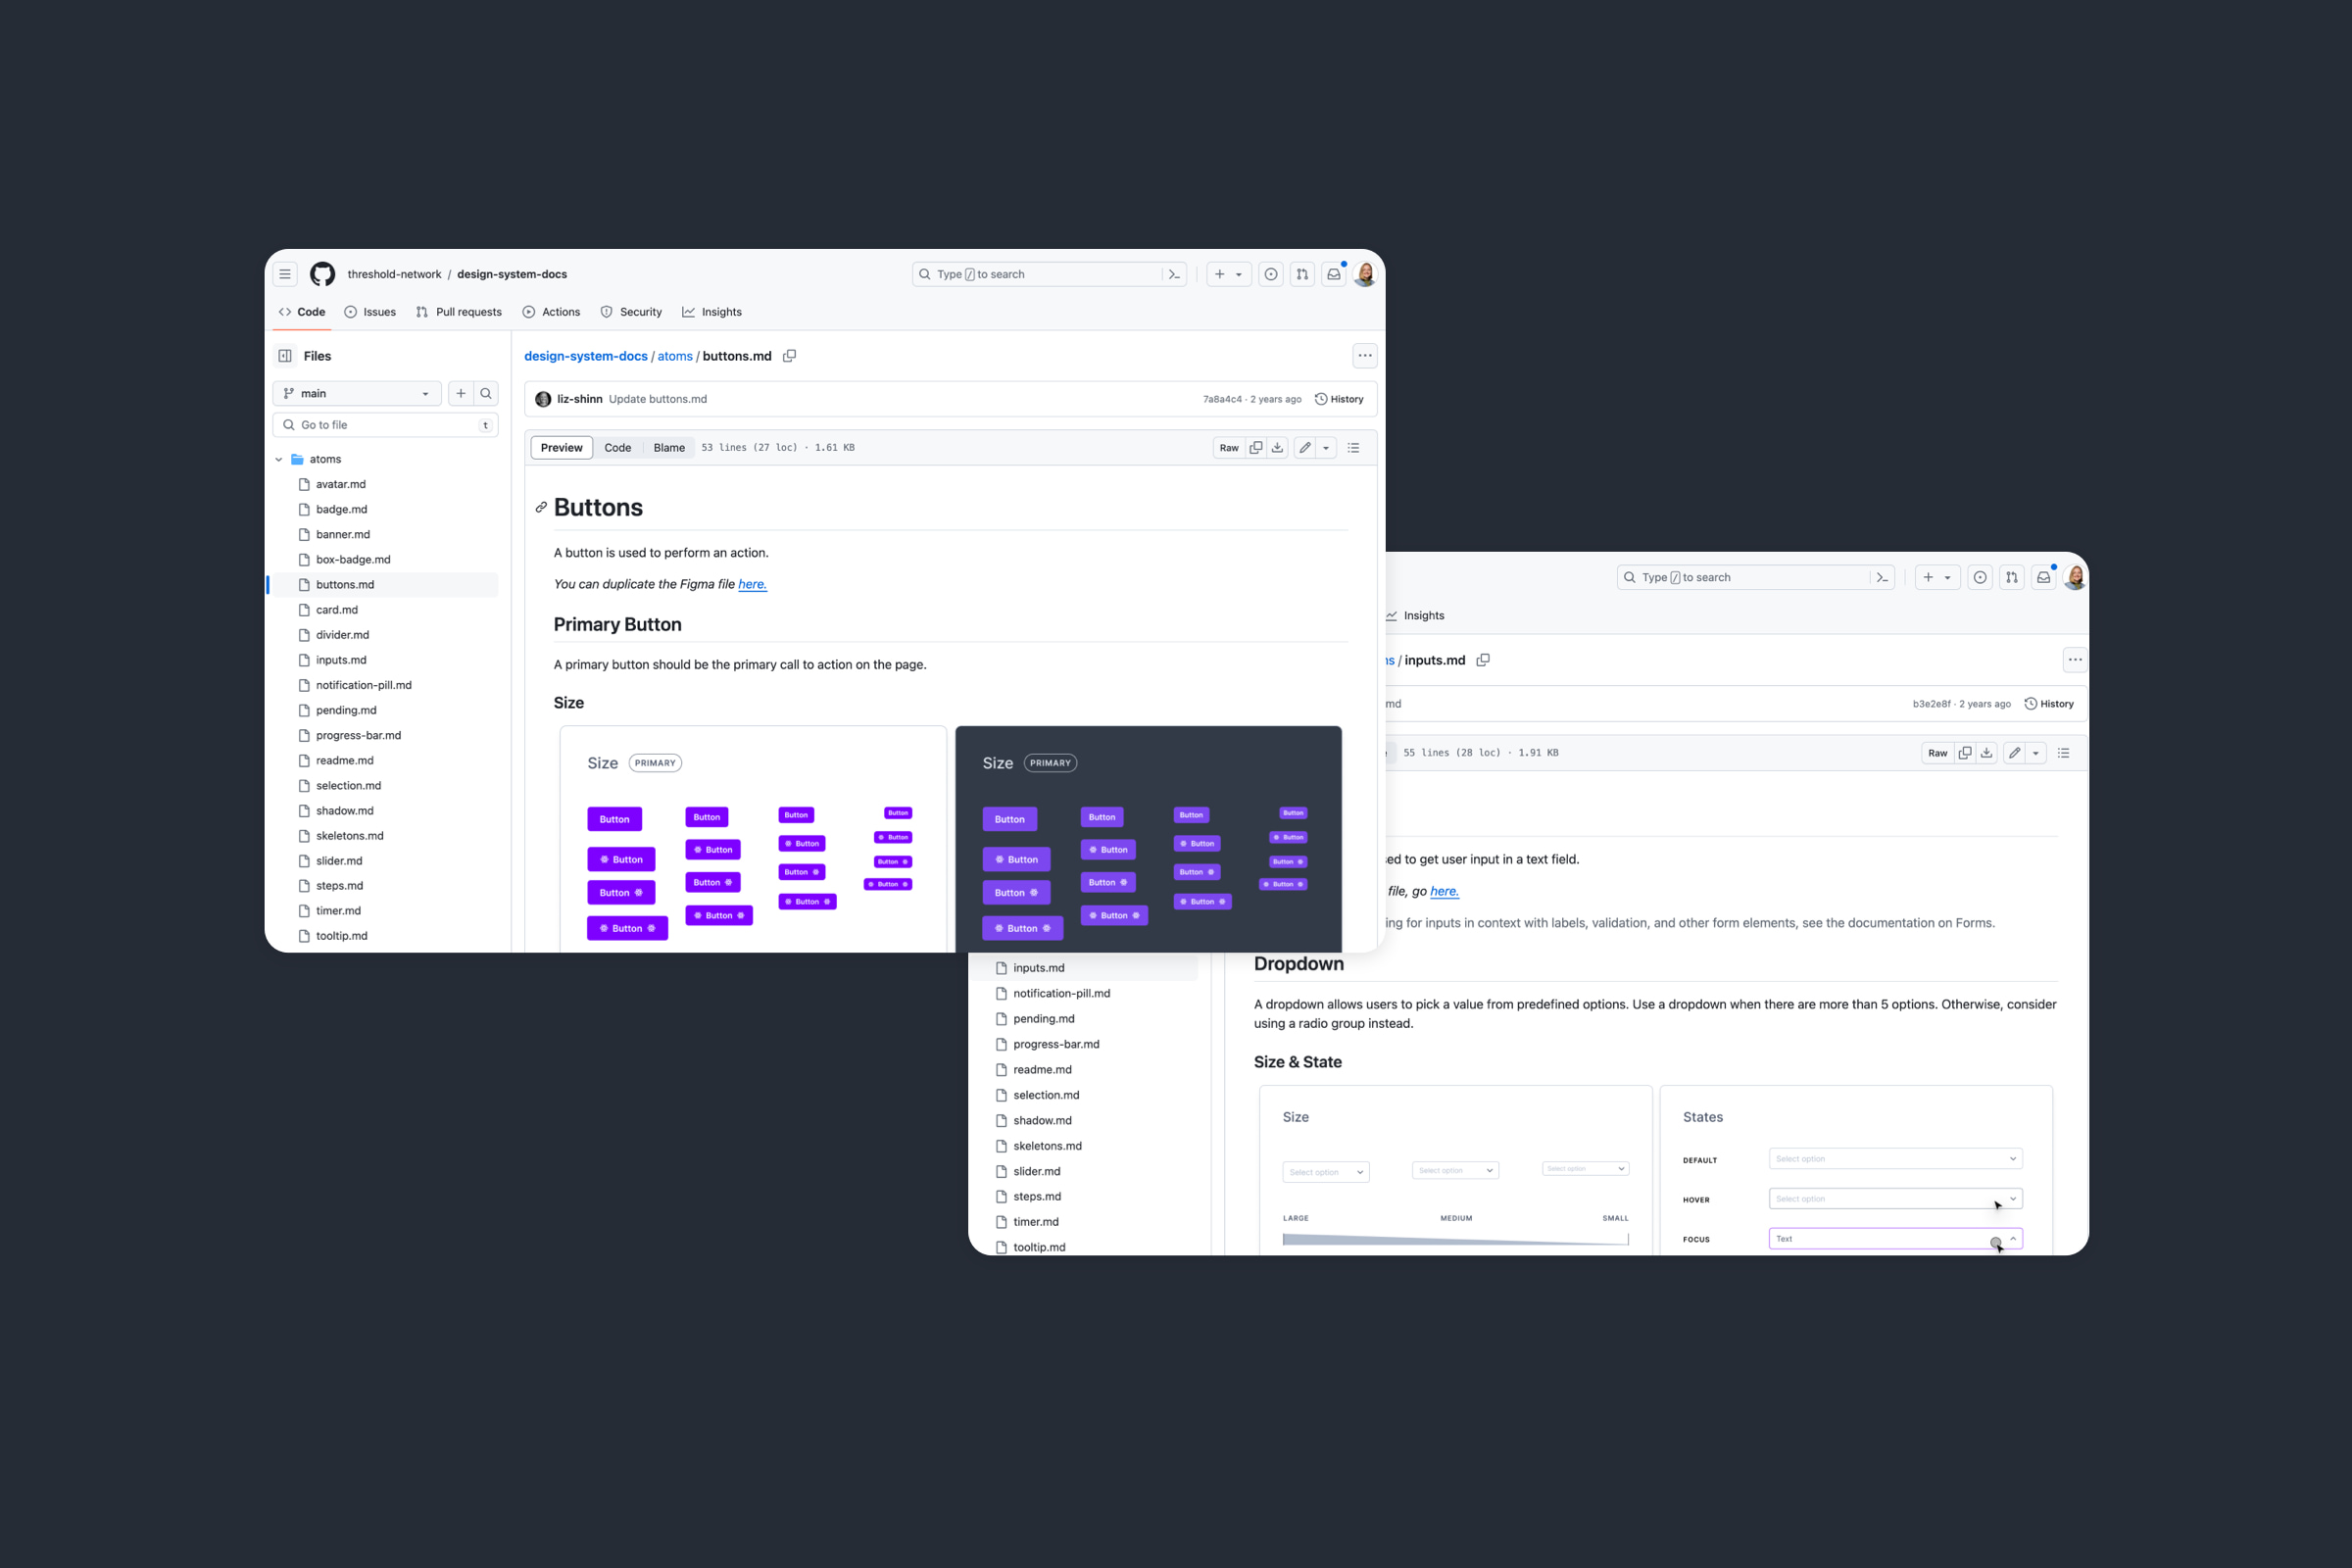 threshold-network / design-system-docs
Type / to search
Code
Issues
Pull requests
Actions
Security
Insights
Files
main
Go to file
t
atoms
avatar.md
badge.md
banner.md
box-badge.md
buttons.md
card.md
divider.md
inputs.md
notification-pill.md
pending.md
progress-bar.md
readme.md
selection.md
shadow.md
skeletons.md
slider.md
steps.md
timer.md
tooltip.md
design-system-docs / atoms / buttons.md
liz-shinn Update buttons.md
7a8a4c4 · 2 years ago
History
Preview
Code
Blame
53 lines (27 loc) · 1.61 KB
Raw
Buttons
A button is used to perform an action.
You can duplicate the Figma file here.
Primary Button
A primary button should be the primary call to action on the page.
Size
Size PRIMARY
Button Button Button Button
Button Button Button Button
Button Button Button Button
Button Button Button Button
Size PRIMARY
Button Button Button Button
Button Button Button Button
Button Button Button Button
Button Button Button Button
Type / to search
Insights
ns / inputs.md
md
b3e2e8f · 2 years ago
History
55 lines (28 loc) · 1.91 KB
Raw
ed to get user input in a text field.
file, go here.
ing for inputs in context with labels, validation, and other form elements, see the documentation on Forms.
inputs.md
notification-pill.md
pending.md
progress-bar.md
readme.md
selection.md
shadow.md
skeletons.md
slider.md
steps.md
timer.md
tooltip.md
Dropdown
A dropdown allows users to pick a value from predefined options. Use a dropdown when there are more than 5 options. Otherwise, consider
using a radio group instead.
Size & State
Size
Select option Select option Select option
LARGE MEDIUM SMALL
States
DEFAULT Select option
HOVER Select option
FOCUS Text